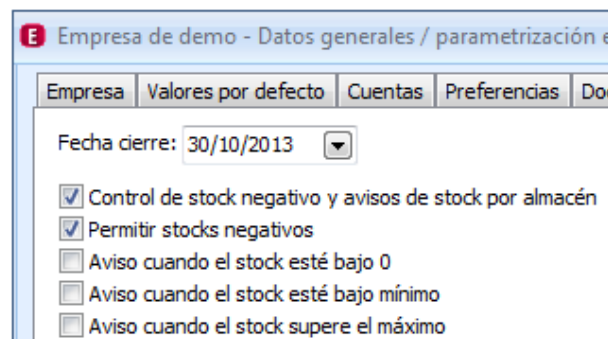 E Empresa de demo - Datos generales / parametrización e
Empresa Valores por defecto Cuentas Preferencias Do
Fecha cierre: 30/10/2013
Control de stock negativo y avisos de stock por almacén
Permitir stocks negativos
Aviso cuando el stock esté bajo 0
Aviso cuando el stock esté bajo mínimo
Aviso cuando el stock supere el máximo